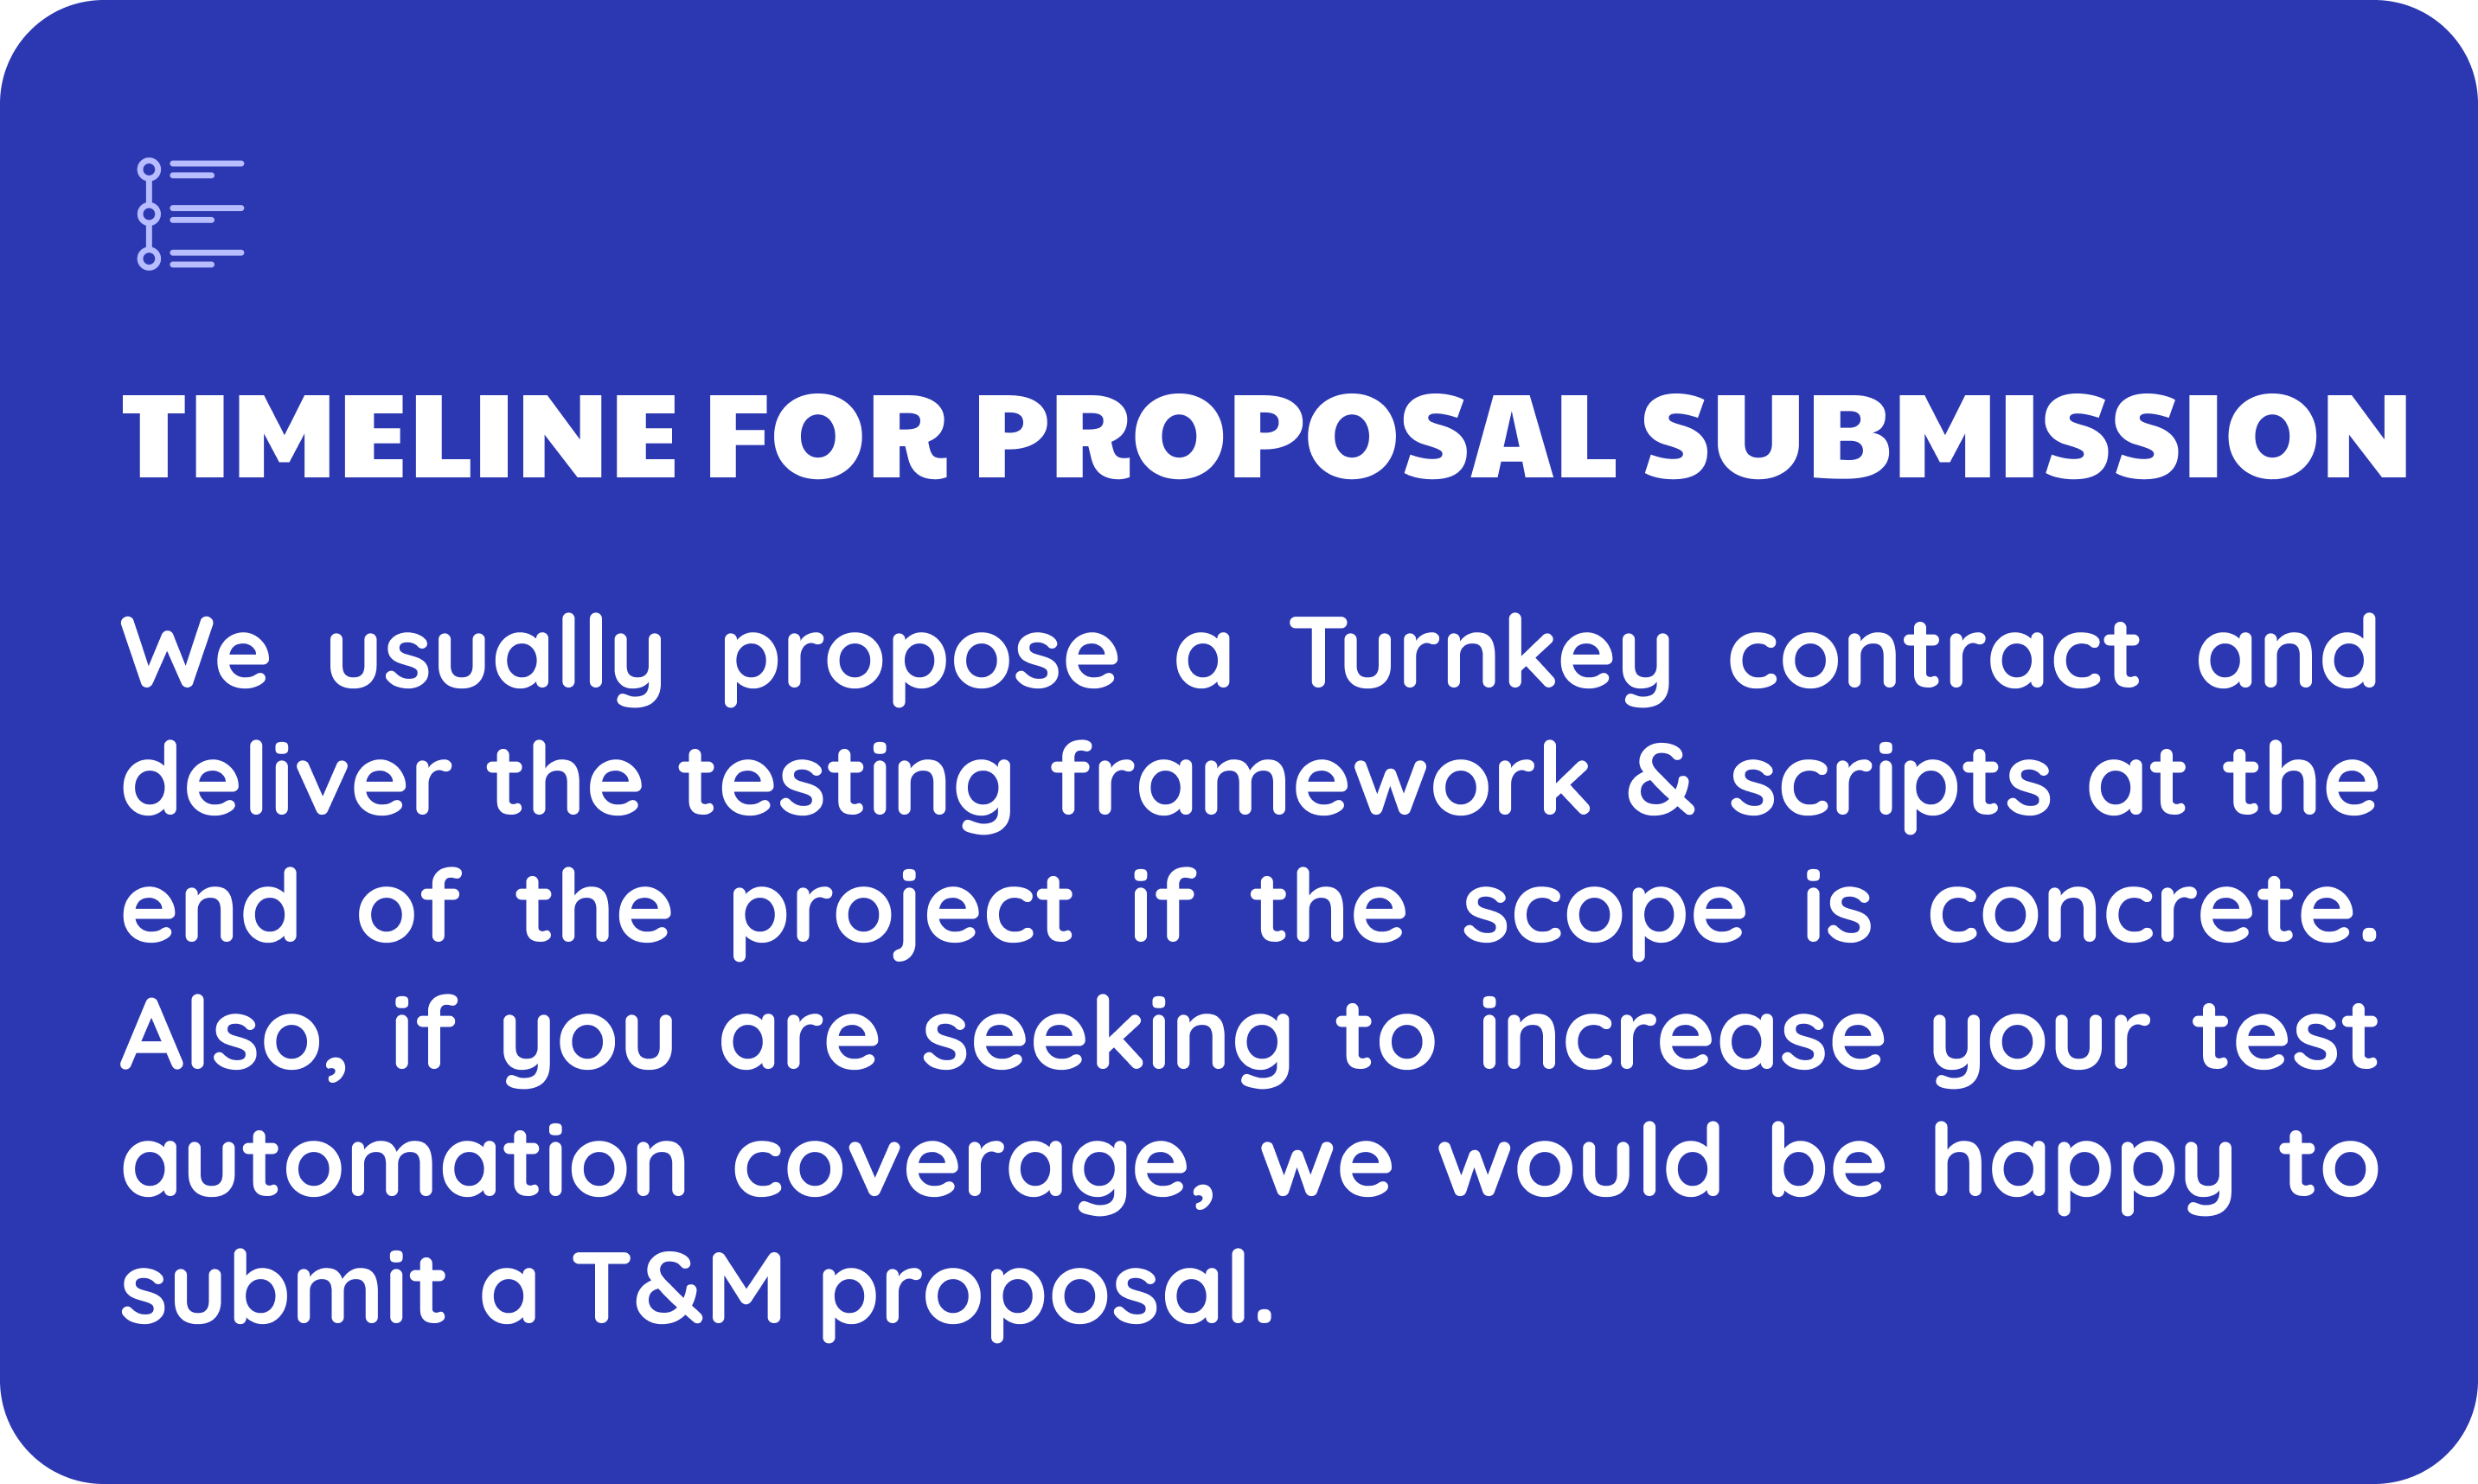 TIMELINE FOR PROPOSAL SUBMISSION
We usually propose a Turnkey contract and
deliver the testing framework & scripts at the
end of the project if the scope is concrete.
Also, if you are seeking to increase your test
automation coverage, we would be happy to
submit a T&M proposal.